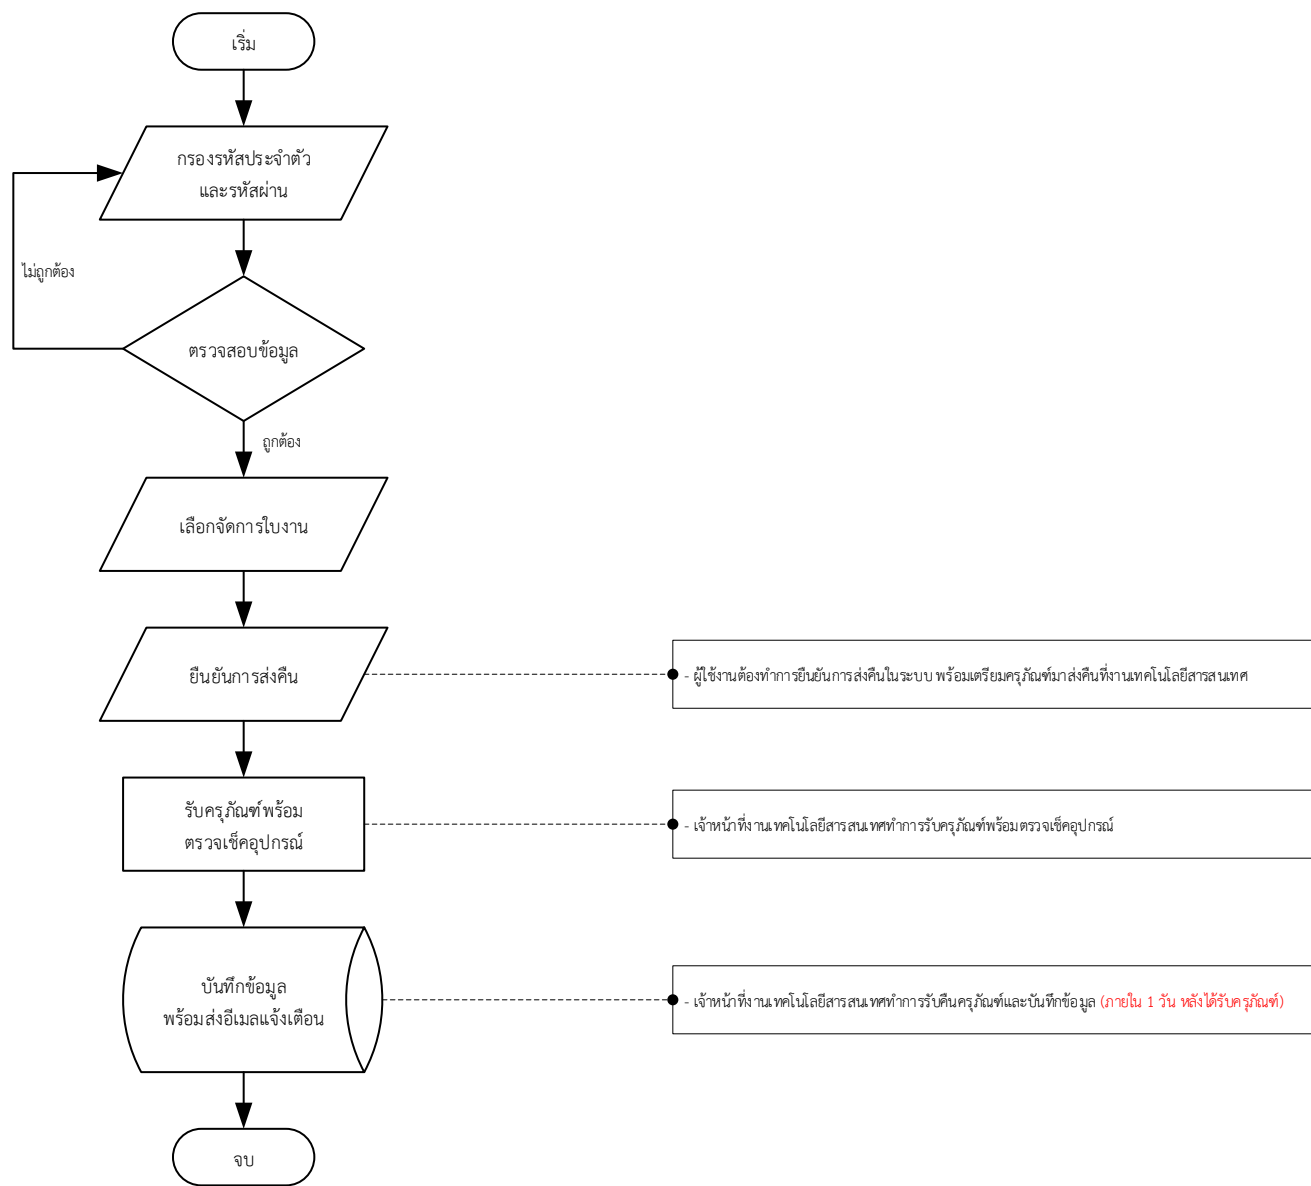 เริ่ม
กรองรหัสประจำตัว
และรหัสผ่าน
ไม่ถูกต้อง
ตรวจสอบข้อมูล
ถูกต้อง
เลือกจัดการใบงาน
ยืนยันการส่งคืน
- ผู้ใช้งานต้องทำการยืนยันการส่งคืนในระบบ พร้อมเตรียมครุภัณฑ์มาส่งคืนที่งานเทคโนโลยีสารสนเทศ
รับครุภัณฑ์พร้อม
ตรวจเช็คอุปกรณ์
- เจ้าหน้าที่งานเทคโนโลยีสารสนเทศทำการรับครุภัณฑ์พร้อมตรวจเช็คอุปกรณ์
บันทึกข้อมูล
พร้อมส่งอีเมลแจ้งเตือน
- เจ้าหน้าที่งานเทคโนโลยีสารสนเทศทำการรับคืนครุภัณฑ์และบันทึกข้อมูล (ภายใน 1 วัน หลังได้รับครุภัณฑ์)
จบ